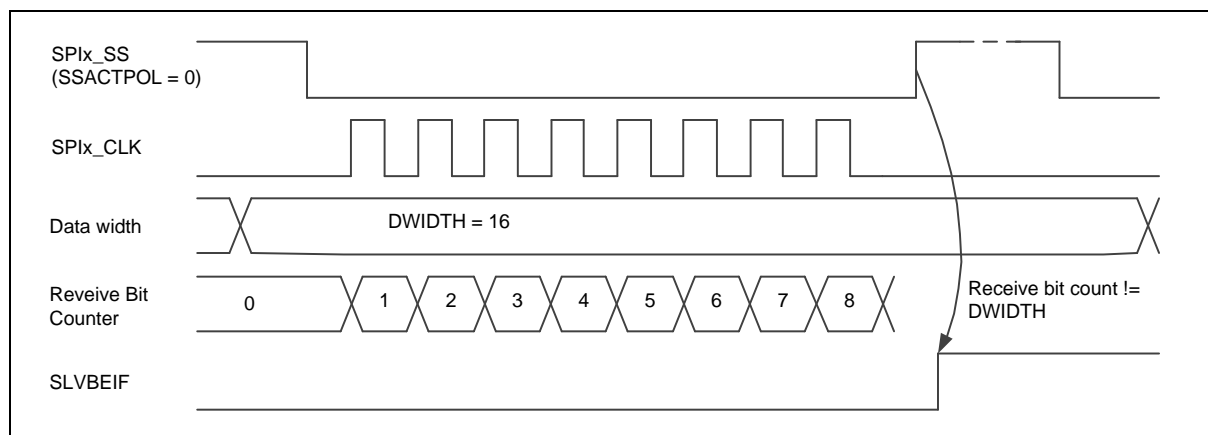 SPIx_SS
(SSACTPOL = 0)
SPIx_CLK
Data width
DWIDTH = 16
Reveive Bit
Counter
0
1
2
3
4
5
6
7
8
Receive bit count !=
DWIDTH
SLVBEIF